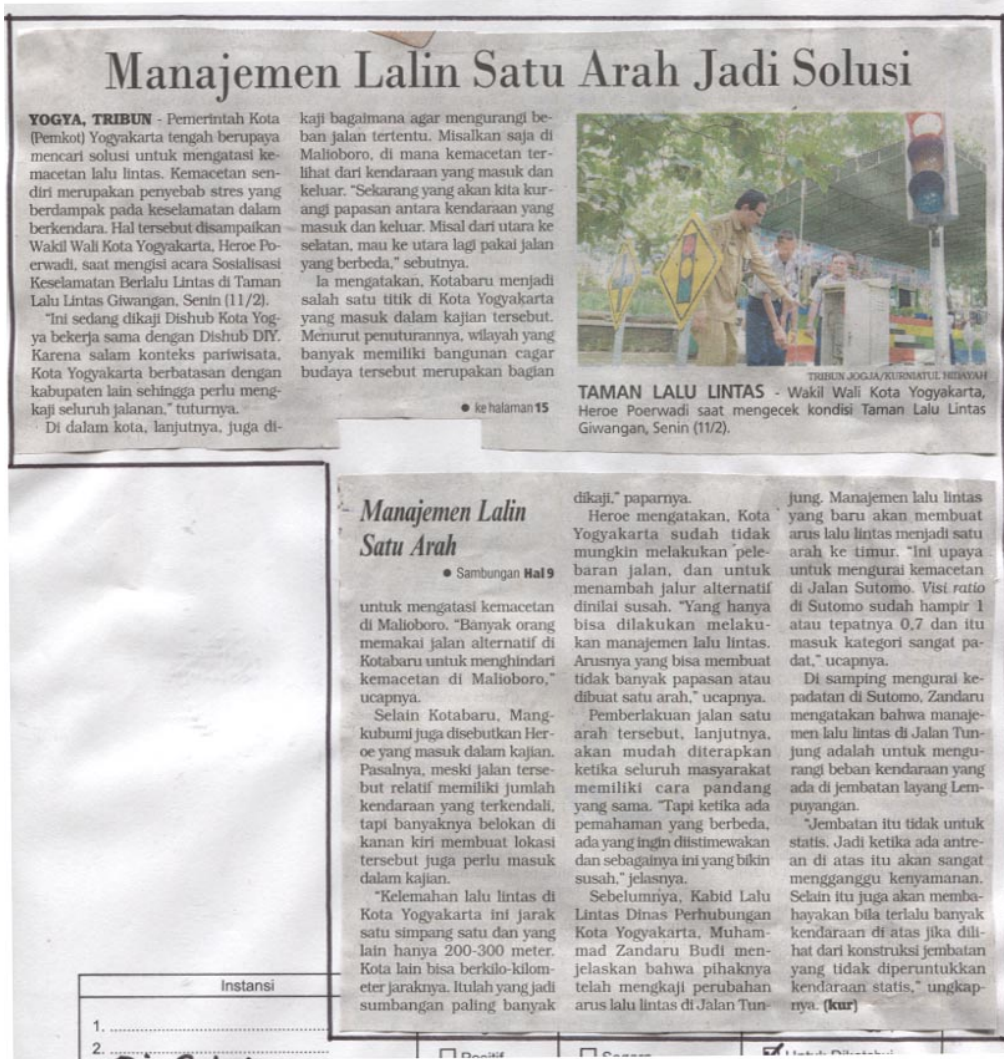 Manajemen Lalin Satu Arah Jadi Solusi
YOGYA, TRIBUN - Pemerintah Kota
(Pemkot) Yogyakarta tengah berupaya
mencari solusi untuk mengatasi ke-
macetan lalu lintas. Kemacetan sen-
diri merupakan penyebab stres yang
berdampak pada keselamatan dalam
berkendara. Hal tersebut disampaikan
Wakil Wali Kota Yogyakarta, Heroe Po-
erwadi, saat mengisi acara Sosialisasi
Keselamatan Berlalu Lintas di Taman
Lalu Lintas Giwangan, Senin (11/2).
"Ini sedang dikaji Dishub Kota Yog-
ya bekerja sama dengan Dishub DIY.
Karena salam konteks pariwisata,
Kota Yogyakarta berbatasan dengan
kabupaten lain sehingga perlu meng-
kaji seluruh jalanan," tuturnya.
Di dalam kota, lanjutnya, juga di-
kaji bagaimana agar mengurangi be-
ban jalan tertentu. Misalkan saja di
Malioboro, di mana kemacetan ter-
lihat dari kendaraan yang masuk dan
keluar. "Sekarang yang akan kita kur-
angi papasan antara kendaraan yang
masuk dan keluar. Misal dari utara ke
selatan, mau ke utara lagi pakai jalan
yang berbeda," sebutnya.
Ia mengatakan, Kotabaru menjadi
salah satu titik di Kota Yogyakarta
yang masuk dalam kajian tersebut.
Menurut penuturannya, wilayah yang
banyak memiliki bangunan cagar
budaya tersebut merupakan bagian
● ke halaman 15
TRIBUN JOGJA/KURNIATUL HIDAYAH
TAMAN LALU LINTAS - Wakil Wali Kota Yogyakarta,
Heroe Poerwadi saat mengecek kondisi Taman Lalu Lintas
Giwangan, Senin (11/2).
Manajemen Lalin
Satu Arah
● Sambungan Hal 9
untuk mengatasi kemacetan
di Malioboro. "Banyak orang
memakai jalan alternatif di
Kotabaru untuk menghindari
kemacetan di Malioboro,"
ucapnya.
Selain Kotabaru, Mang-
kubumi juga disebutkan Her-
oe yang masuk dalam kajian.
Pasalnya, meski jalan terse-
but relatif memiliki jumlah
kendaraan yang terkendali,
tapi banyaknya belokan di
kanan kiri membuat lokasi
tersebut juga perlu masuk
dalam kajian.
"Kelemahan lalu lintas di
Kota Yogyakarta ini jarak
satu simpang satu dan yang
lain hanya 200-300 meter.
Kota lain bisa berkilo-kilom-
eter jaraknya. Itulah yang jadi
sumbangan paling banyak
dikaji," paparnya.
Heroe mengatakan, Kota
Yogyakarta sudah tidak
mungkin melakukan pele-
baran jalan, dan untuk
menambah jalur alternatif
dinilai susah. "Yang hanya
bisa dilakukan melaku-
kan manajemen lalu lintas.
Arusnya yang bisa membuat
tidak banyak papasan atau
dibuat satu arah," ucapnya.
Pemberlakuan jalan satu
arah tersebut, lanjutnya,
akan mudah diterapkan
ketika seluruh masyarakat
memiliki cara pandang
yang sama. "Tapi ketika ada
pemahaman yang berbeda,
ada yang ingin diistimewakan
dan sebagainya ini yang bikin
susah," jelasnya.
Sebelumnya, Kabid Lalu
Lintas Dinas Perhubungan
Kota Yogyakarta, Muham-
mad Zandaru Budi men-
jelaskan bahwa pihaknya
telah mengkaji perubahan
arus lalu lintas di Jalan Tun-
jung. Manajemen lalu lintas
yang baru akan membuat
arus lalu lintas menjadi satu
arah ke timur. "Ini upaya
untuk mengurai kemacetan
di Jalan Sutomo. Visi ratio
di Sutomo sudah hampir 1
atau tepatnya 0,7 dan itu
masuk kategori sangat pa-
dat," ucapnya.
Di samping mengurai ke-
padatan di Sutomo, Zandaru
mengatakan bahwa manaje-
men lalu lintas di Jalan Tun-
jung adalah untuk mengu-
rangi beban kendaraan yang
ada di jembatan layang Lem-
puyangan.
"Jembatan itu tidak untuk
statis. Jadi ketika ada antre-
an di atas itu akan sangat
mengganggu kenyamanan.
Selain itu juga akan memba-
hayakan bila terlalu banyak
kendaraan di atas jika dili-
hat dari konstruksi jembatan
yang tidak diperuntukkan
kendaraan statis," ungkap-
nya. (kur)
Instansi
1.
2.